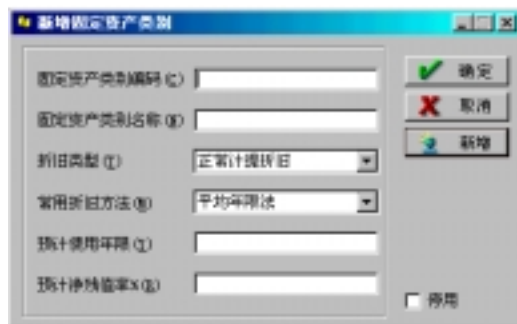 新增固定资产类别
固定资产类别编码(C)
固定资产类别名称(M)
折旧类型(T)
正常计提折旧
常用折旧方法(N)
平均年限法
预计使用年限(Y)
预计净残值率%(R)
确定
取消
新增
停用